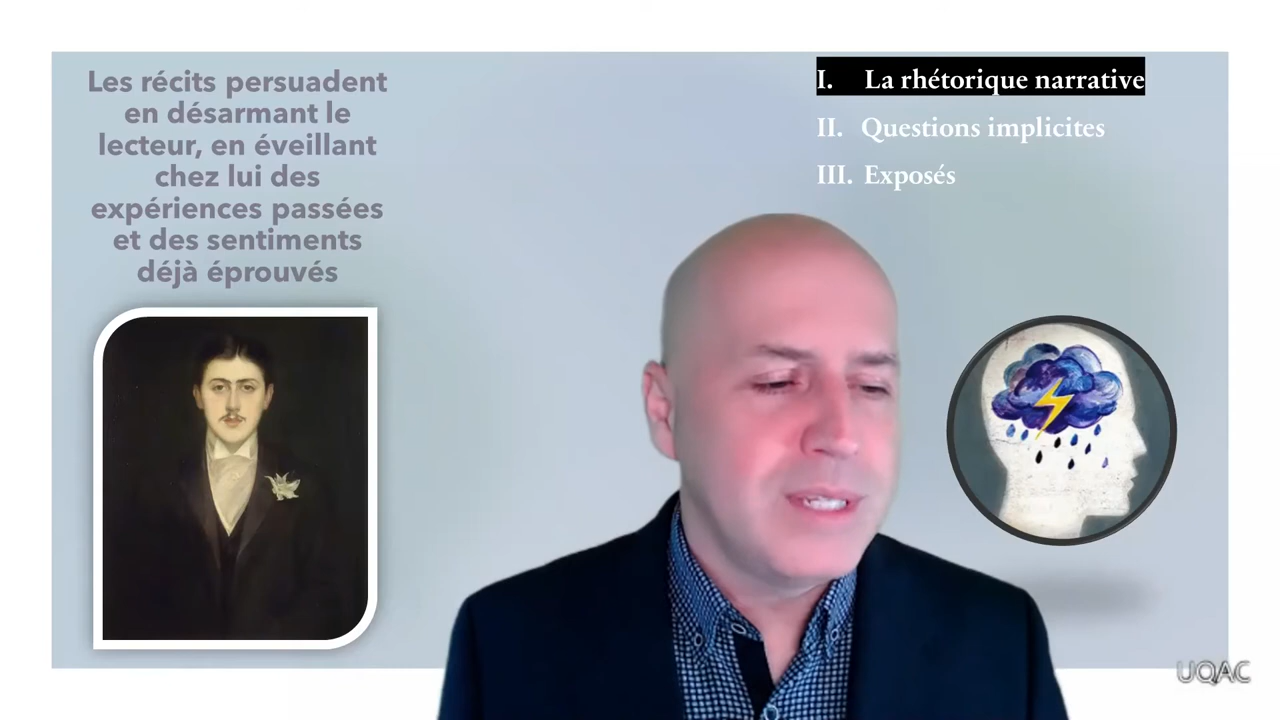 Les récits persuadent
en désarmant le
lecteur, en éveillant
chez lui des
expériences passées
et des sentiments
déjà éprouvés
I. La rhétorique narrative
II. Questions implicites
III. Exposés
UQAC